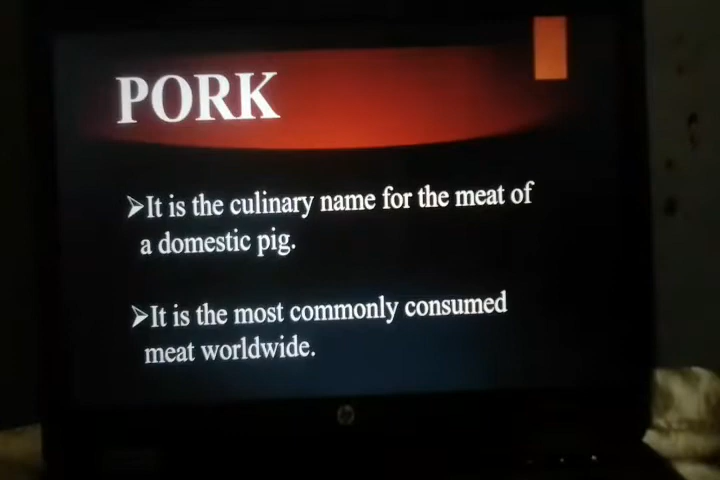 PORK
➢It is the culinary name for the meat of
a domestic pig.
➢It is the most commonly consumed
meat worldwide.
hp